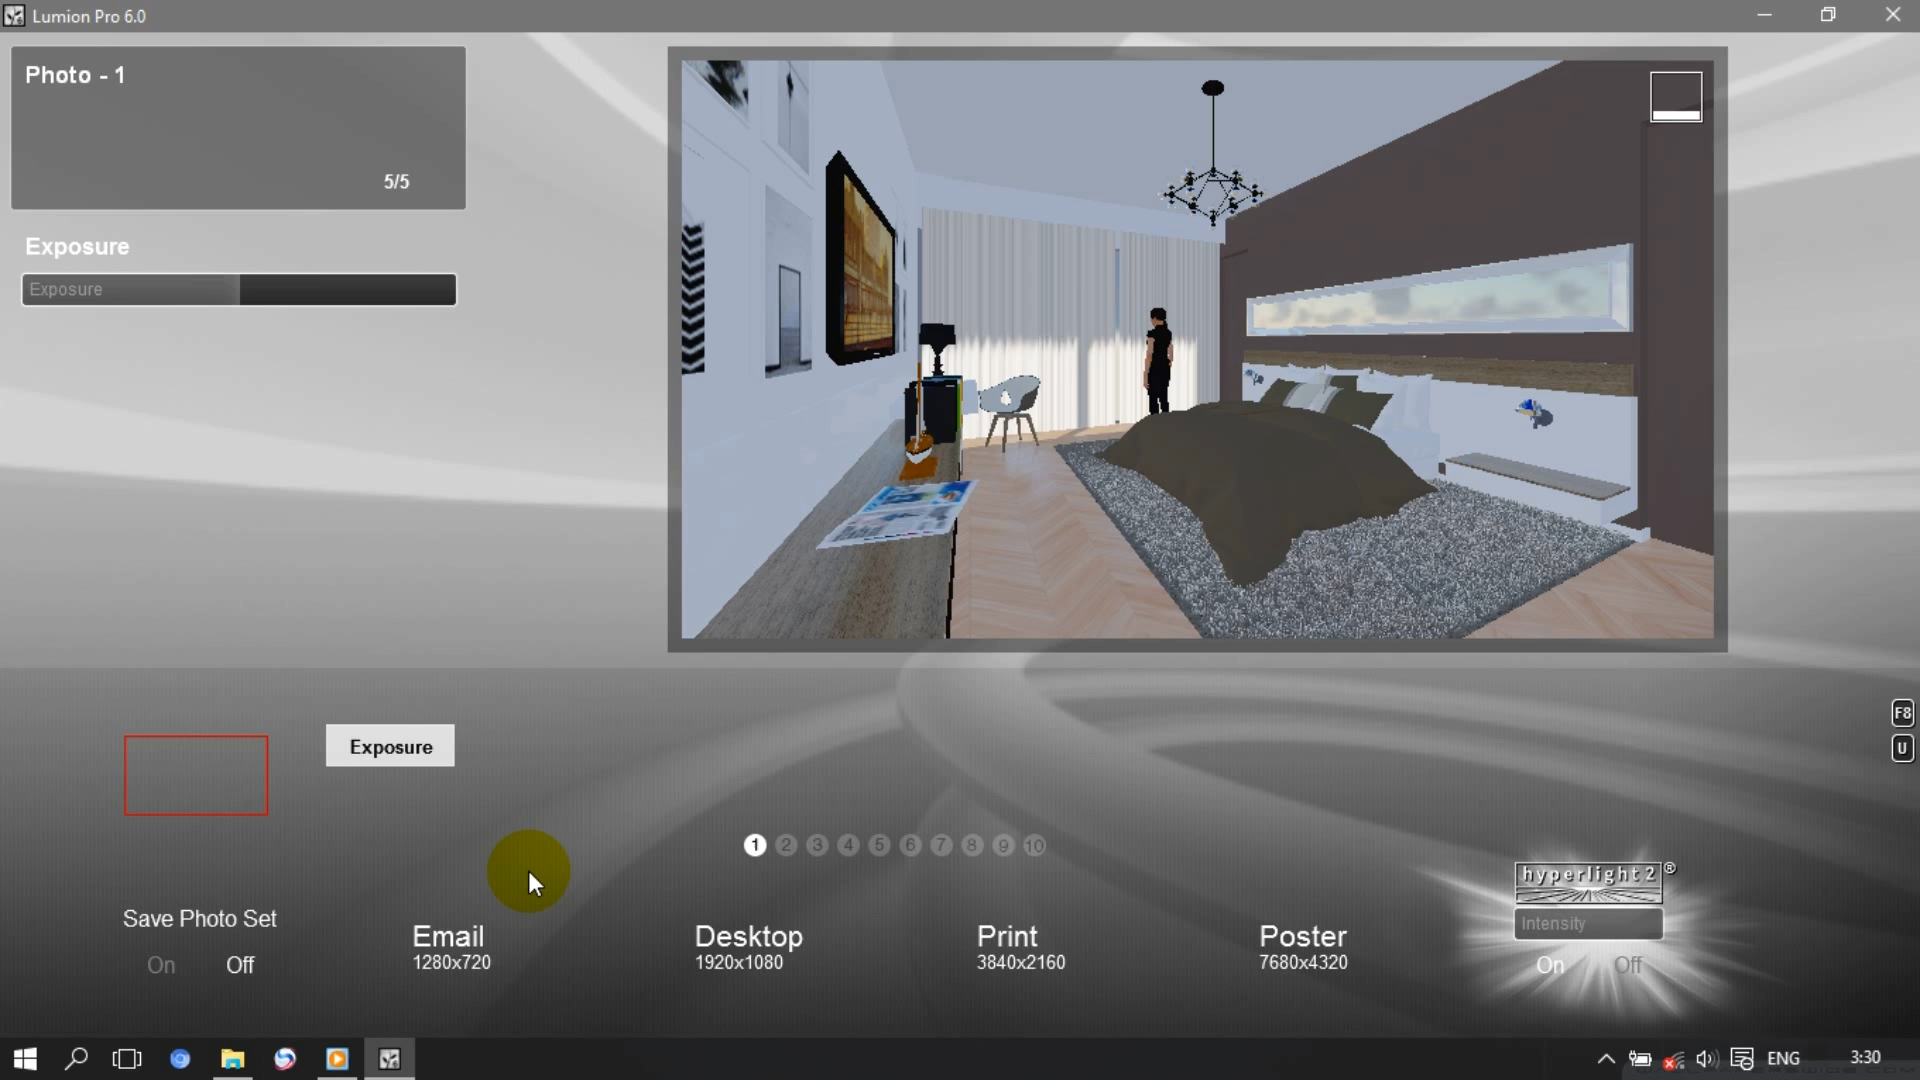 Lumion Pro 6.0
Photo - 1
5/5
Exposure
Exposure
Exposure
F8
U
1 2 3 4 5 6 7 8 9 10
hyperlight2®
Intensity
On Off
Save Photo Set
On Off
Email
1280x720
Desktop
1920x1080
Print
3840x2160
Poster
7680x4320
ENG
3:30